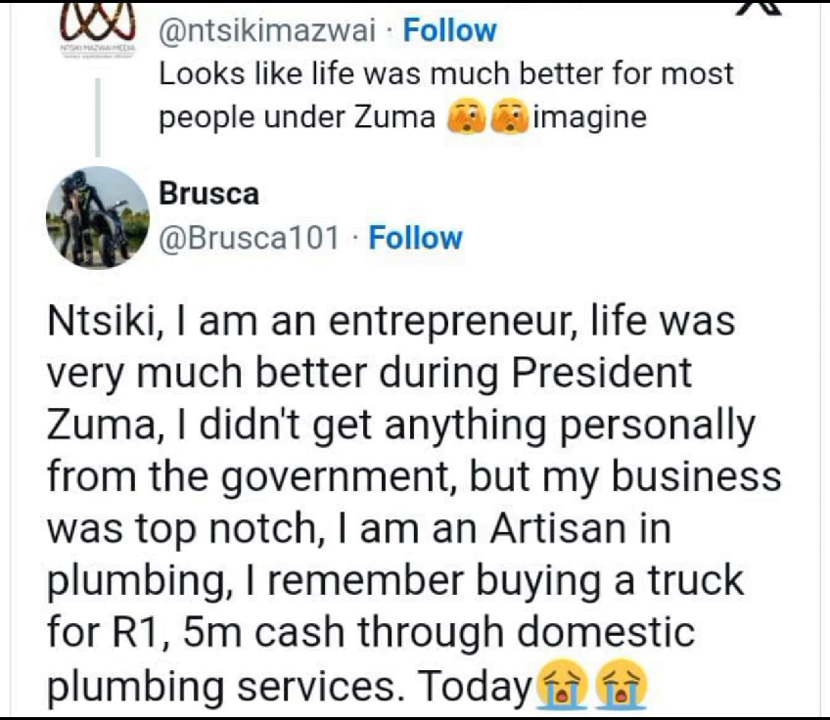 NTSIKI MAZWAI MEDIA
@ntsikimazwai · Follow
Looks like life was much better for most
people under Zuma 🫣🫣imagine
Brusca
@Brusca101 · Follow
Ntsiki, I am an entrepreneur, life was
very much better during President
Zuma, I didn't get anything personally
from the government, but my business
was top notch, I am an Artisan in
plumbing, I remember buying a truck
for R1, 5m cash through domestic
plumbing services. Today😭😭